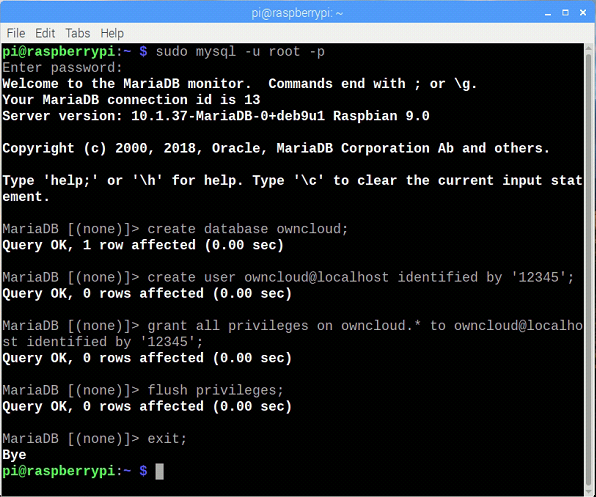 pi@raspberrypi: ~
File Edit Tabs Help
pi@raspberrypi:~ $ sudo mysql -u root -p
Enter password:
Welcome to the MariaDB monitor.  Commands end with ; or \g.
Your MariaDB connection id is 13
Server version: 10.1.37-MariaDB-0+deb9u1 Raspbian 9.0
Copyright (c) 2000, 2018, Oracle, MariaDB Corporation Ab and others.
Type 'help;' or '\h' for help. Type '\c' to clear the current input stat
ement.
MariaDB [(none)]> create database owncloud;
Query OK, 1 row affected (0.00 sec)
MariaDB [(none)]> create user owncloud@localhost identified by '12345';
Query OK, 0 rows affected (0.00 sec)
MariaDB [(none)]> grant all privileges on owncloud.* to owncloud@localho
st identified by '12345';
Query OK, 0 rows affected (0.00 sec)
MariaDB [(none)]> flush privileges;
Query OK, 0 rows affected (0.00 sec)
MariaDB [(none)]> exit;
Bye
pi@raspberrypi:~ $